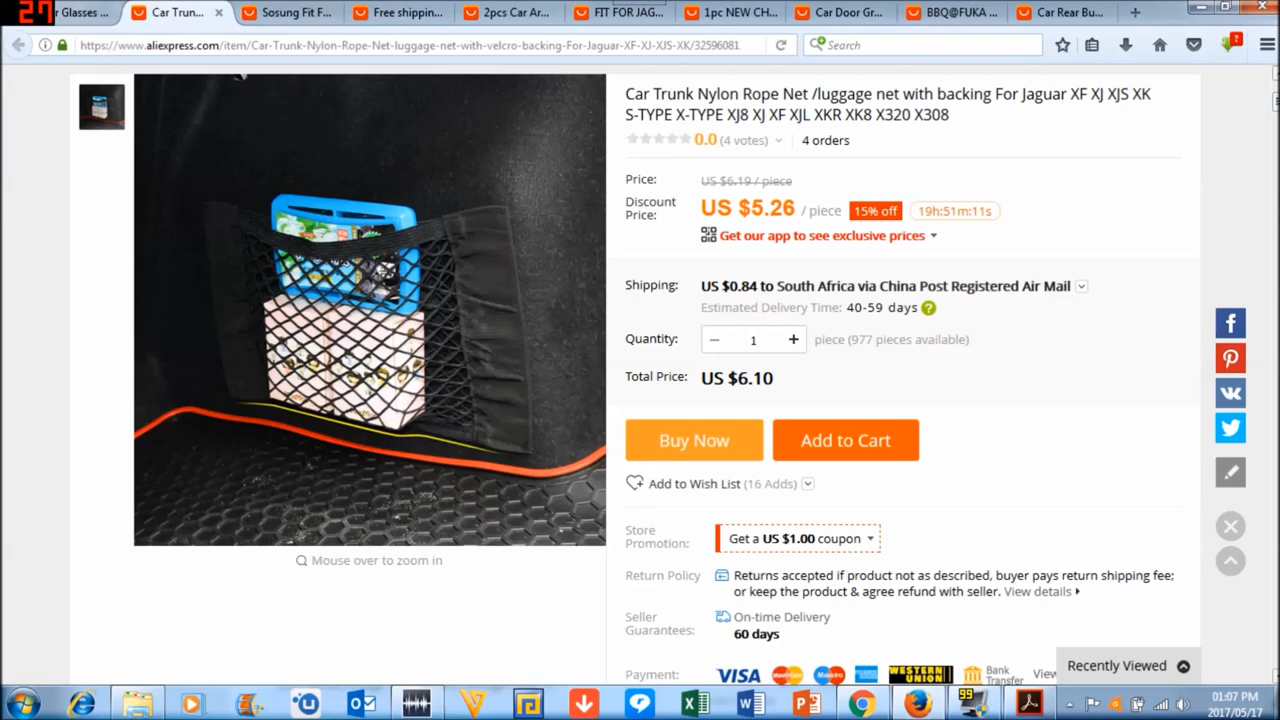 27
r Glasses ...
Car Trun...
Sosung Fit F...
Free shippin...
2pcs Car Ar...
FIT FOR JAG...
1pc NEW CH...
Car Door Gr...
BBQ@FUKA ...
Car Rear Bu...
https://www.aliexpress.com/item/Car-Trunk-Nylon-Rope-Net-luggage-net-with-velcro-backing-For-Jaguar-XF-XJ-XJS-XK/32596081
Search
?
Car Trunk Nylon Rope Net /luggage net with backing For Jaguar XF XJ XJS XK
S-TYPE X-TYPE XJ8 XJ XF XJL XKR XK8 X320 X308
0.0 (4 votes) 4 orders
Price: US $6.19 / piece
Discount
Price:
US $5.26 / piece 15% off 19h:51m:11s
Get our app to see exclusive prices
Shipping: US $0.84 to South Africa via China Post Registered Air Mail
Estimated Delivery Time: 40-59 days ?
Quantity: 1 piece (977 pieces available)
Total Price: US $6.10
Buy Now Add to Cart
Add to Wish List (16 Adds)
Store
Promotion:
Get a US $1.00 coupon
Mouse over to zoom in
Return Policy Returns accepted if product not as described, buyer pays return shipping fee;
or keep the product & agree refund with seller. View details
Seller
Guarantees:
On-time Delivery
60 days
Payment: VISA MasterCard Maestro WESTERN UNION Bank
Transfer View
Recently Viewed
99
01:07 PM
2017/05/17